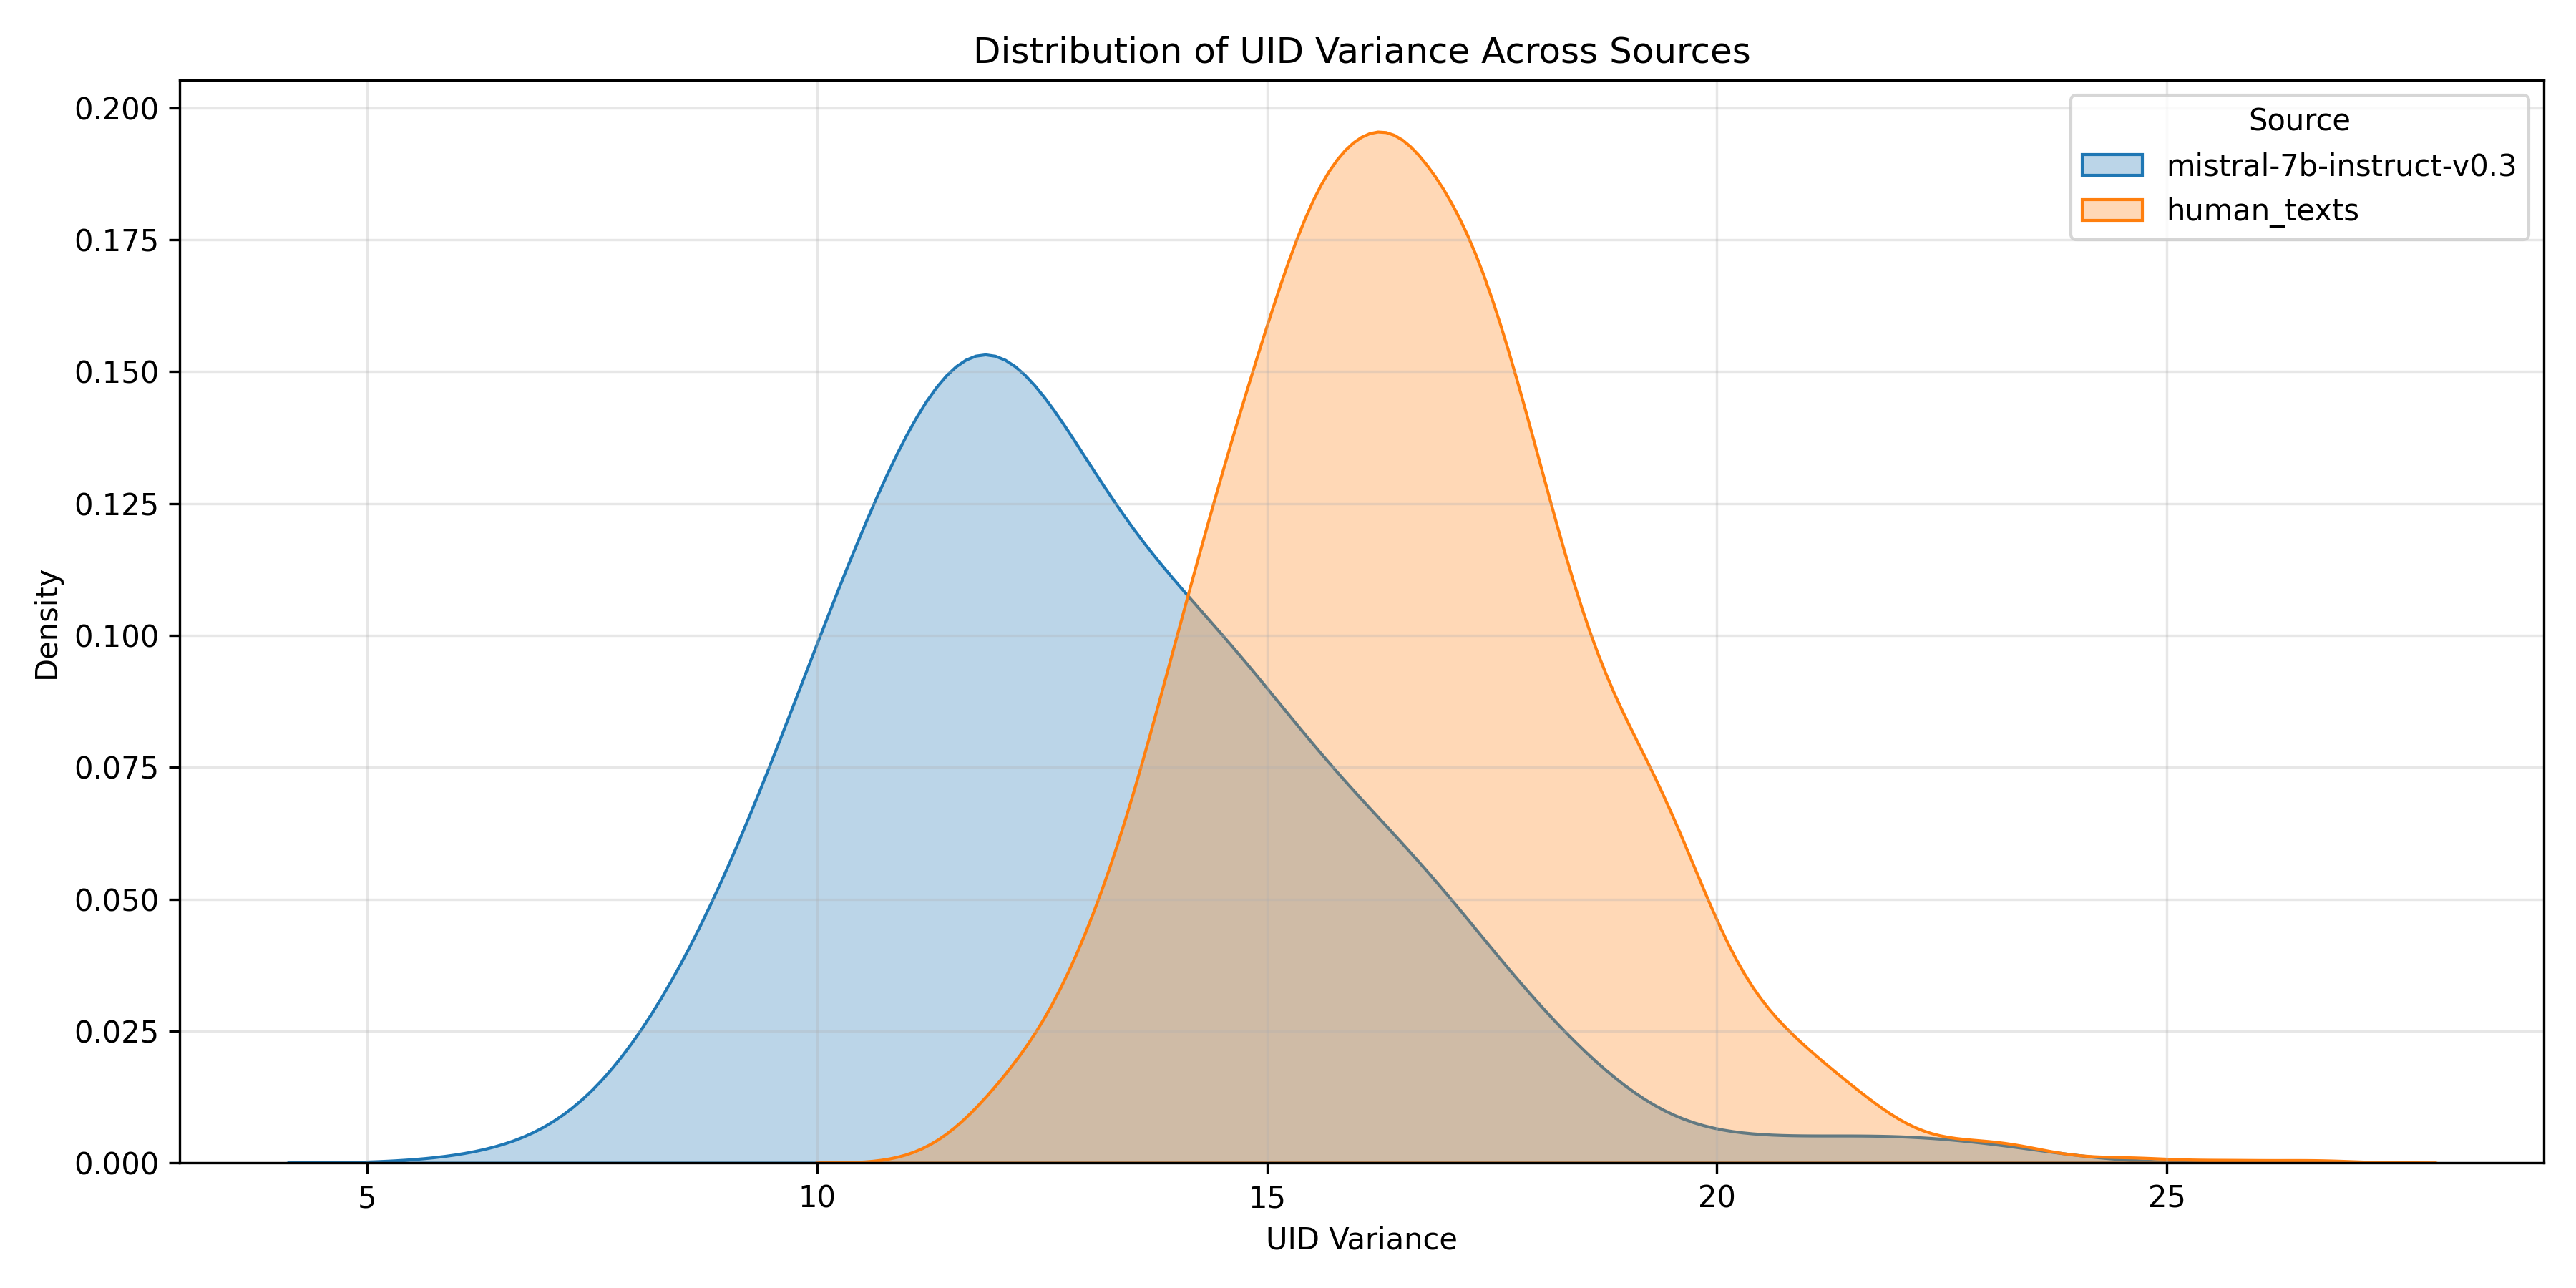 Distribution of UID Variance Across Sources
Source
mistral-7b-instruct-v0.3
human_texts
Density
0.200
0.175
0.150
0.125
0.100
0.075
0.050
0.025
0.000
5
10
15
20
25
UID Variance